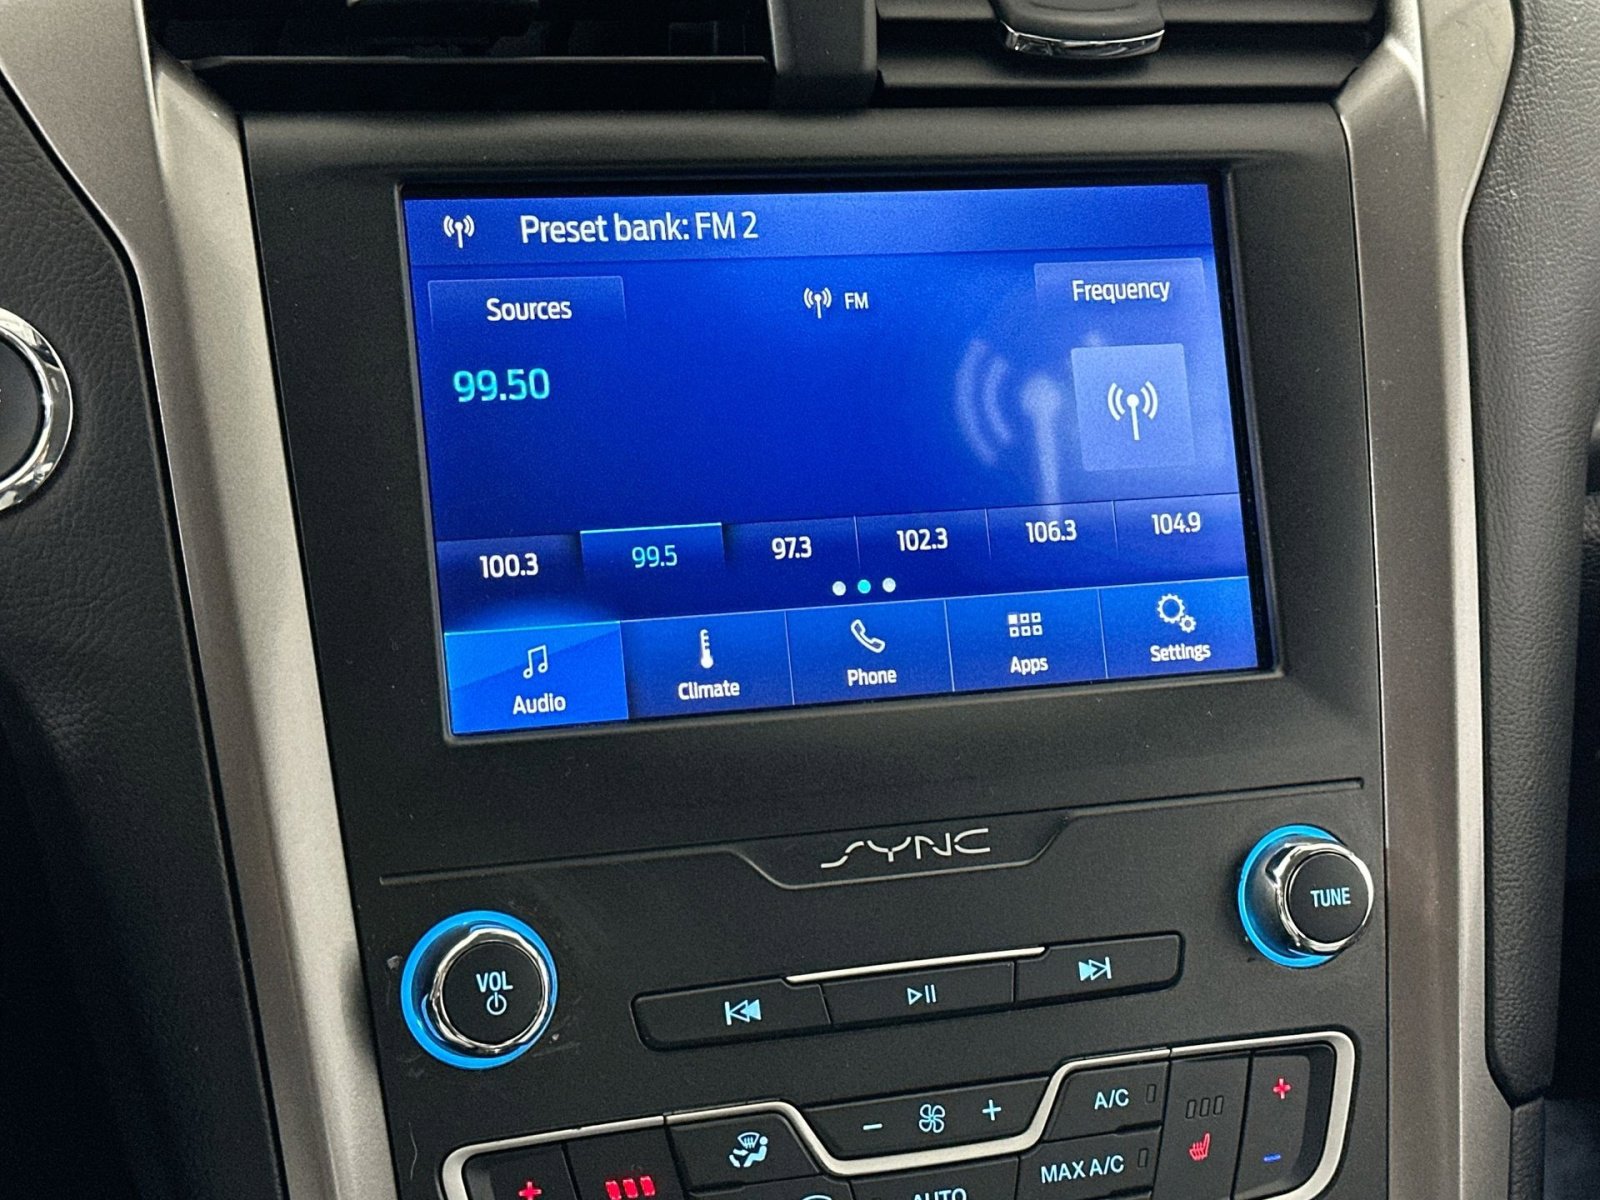 Preset bank: FM 2
Sources
FM
Frequency
99.50
100.3
99.5
97.3
102.3
106.3
104.9
Audio
Climate
Phone
Apps
Settings
SYNC
VOL
TUNE
A/C
MAX A/C
AUTO